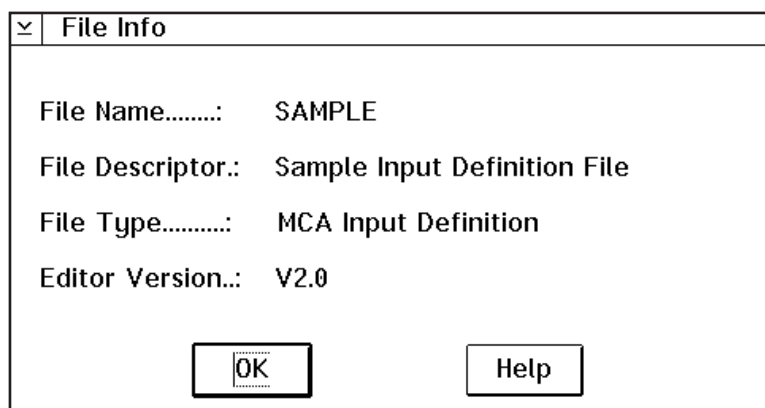 File Info
File Name........: SAMPLE
File Descriptor.: Sample Input Definition File
File Type..........: MCA Input Definition
Editor Version..: V2.0
OK Help